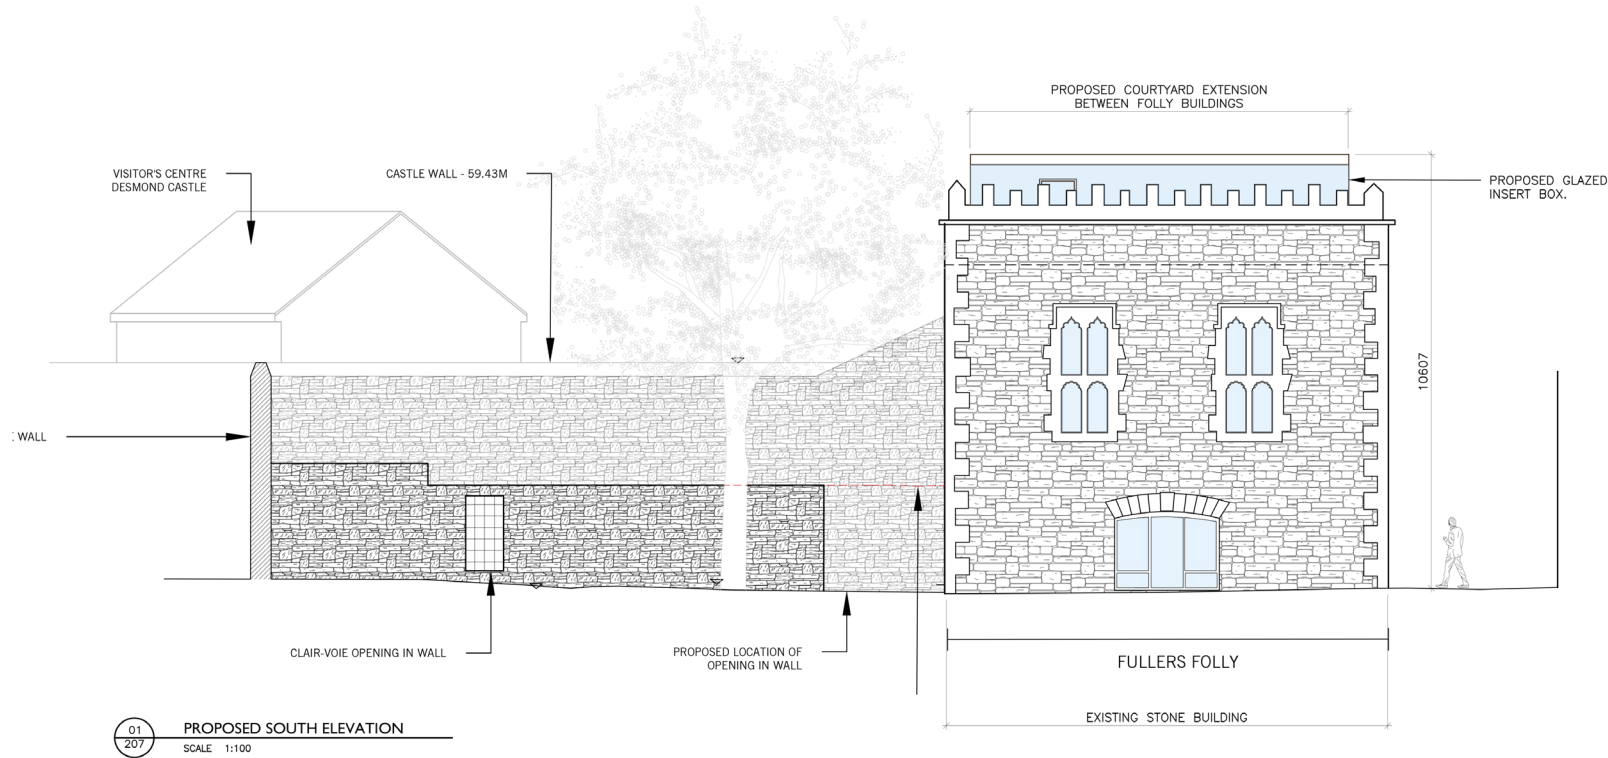 PROPOSED COURTYARD EXTENSION
BETWEEN FOLLY BUILDINGS
VISITOR'S CENTRE
DESMOND CASTLE
CASTLE WALL - 59.43M
PROPOSED GLAZED
INSERT BOX.
10607
: WALL
CLAIR-VOIE OPENING IN WALL
PROPOSED LOCATION OF
OPENING IN WALL
FULLERS FOLLY
EXISTING STONE BUILDING
01
207
PROPOSED SOUTH ELEVATION
SCALE 1:100